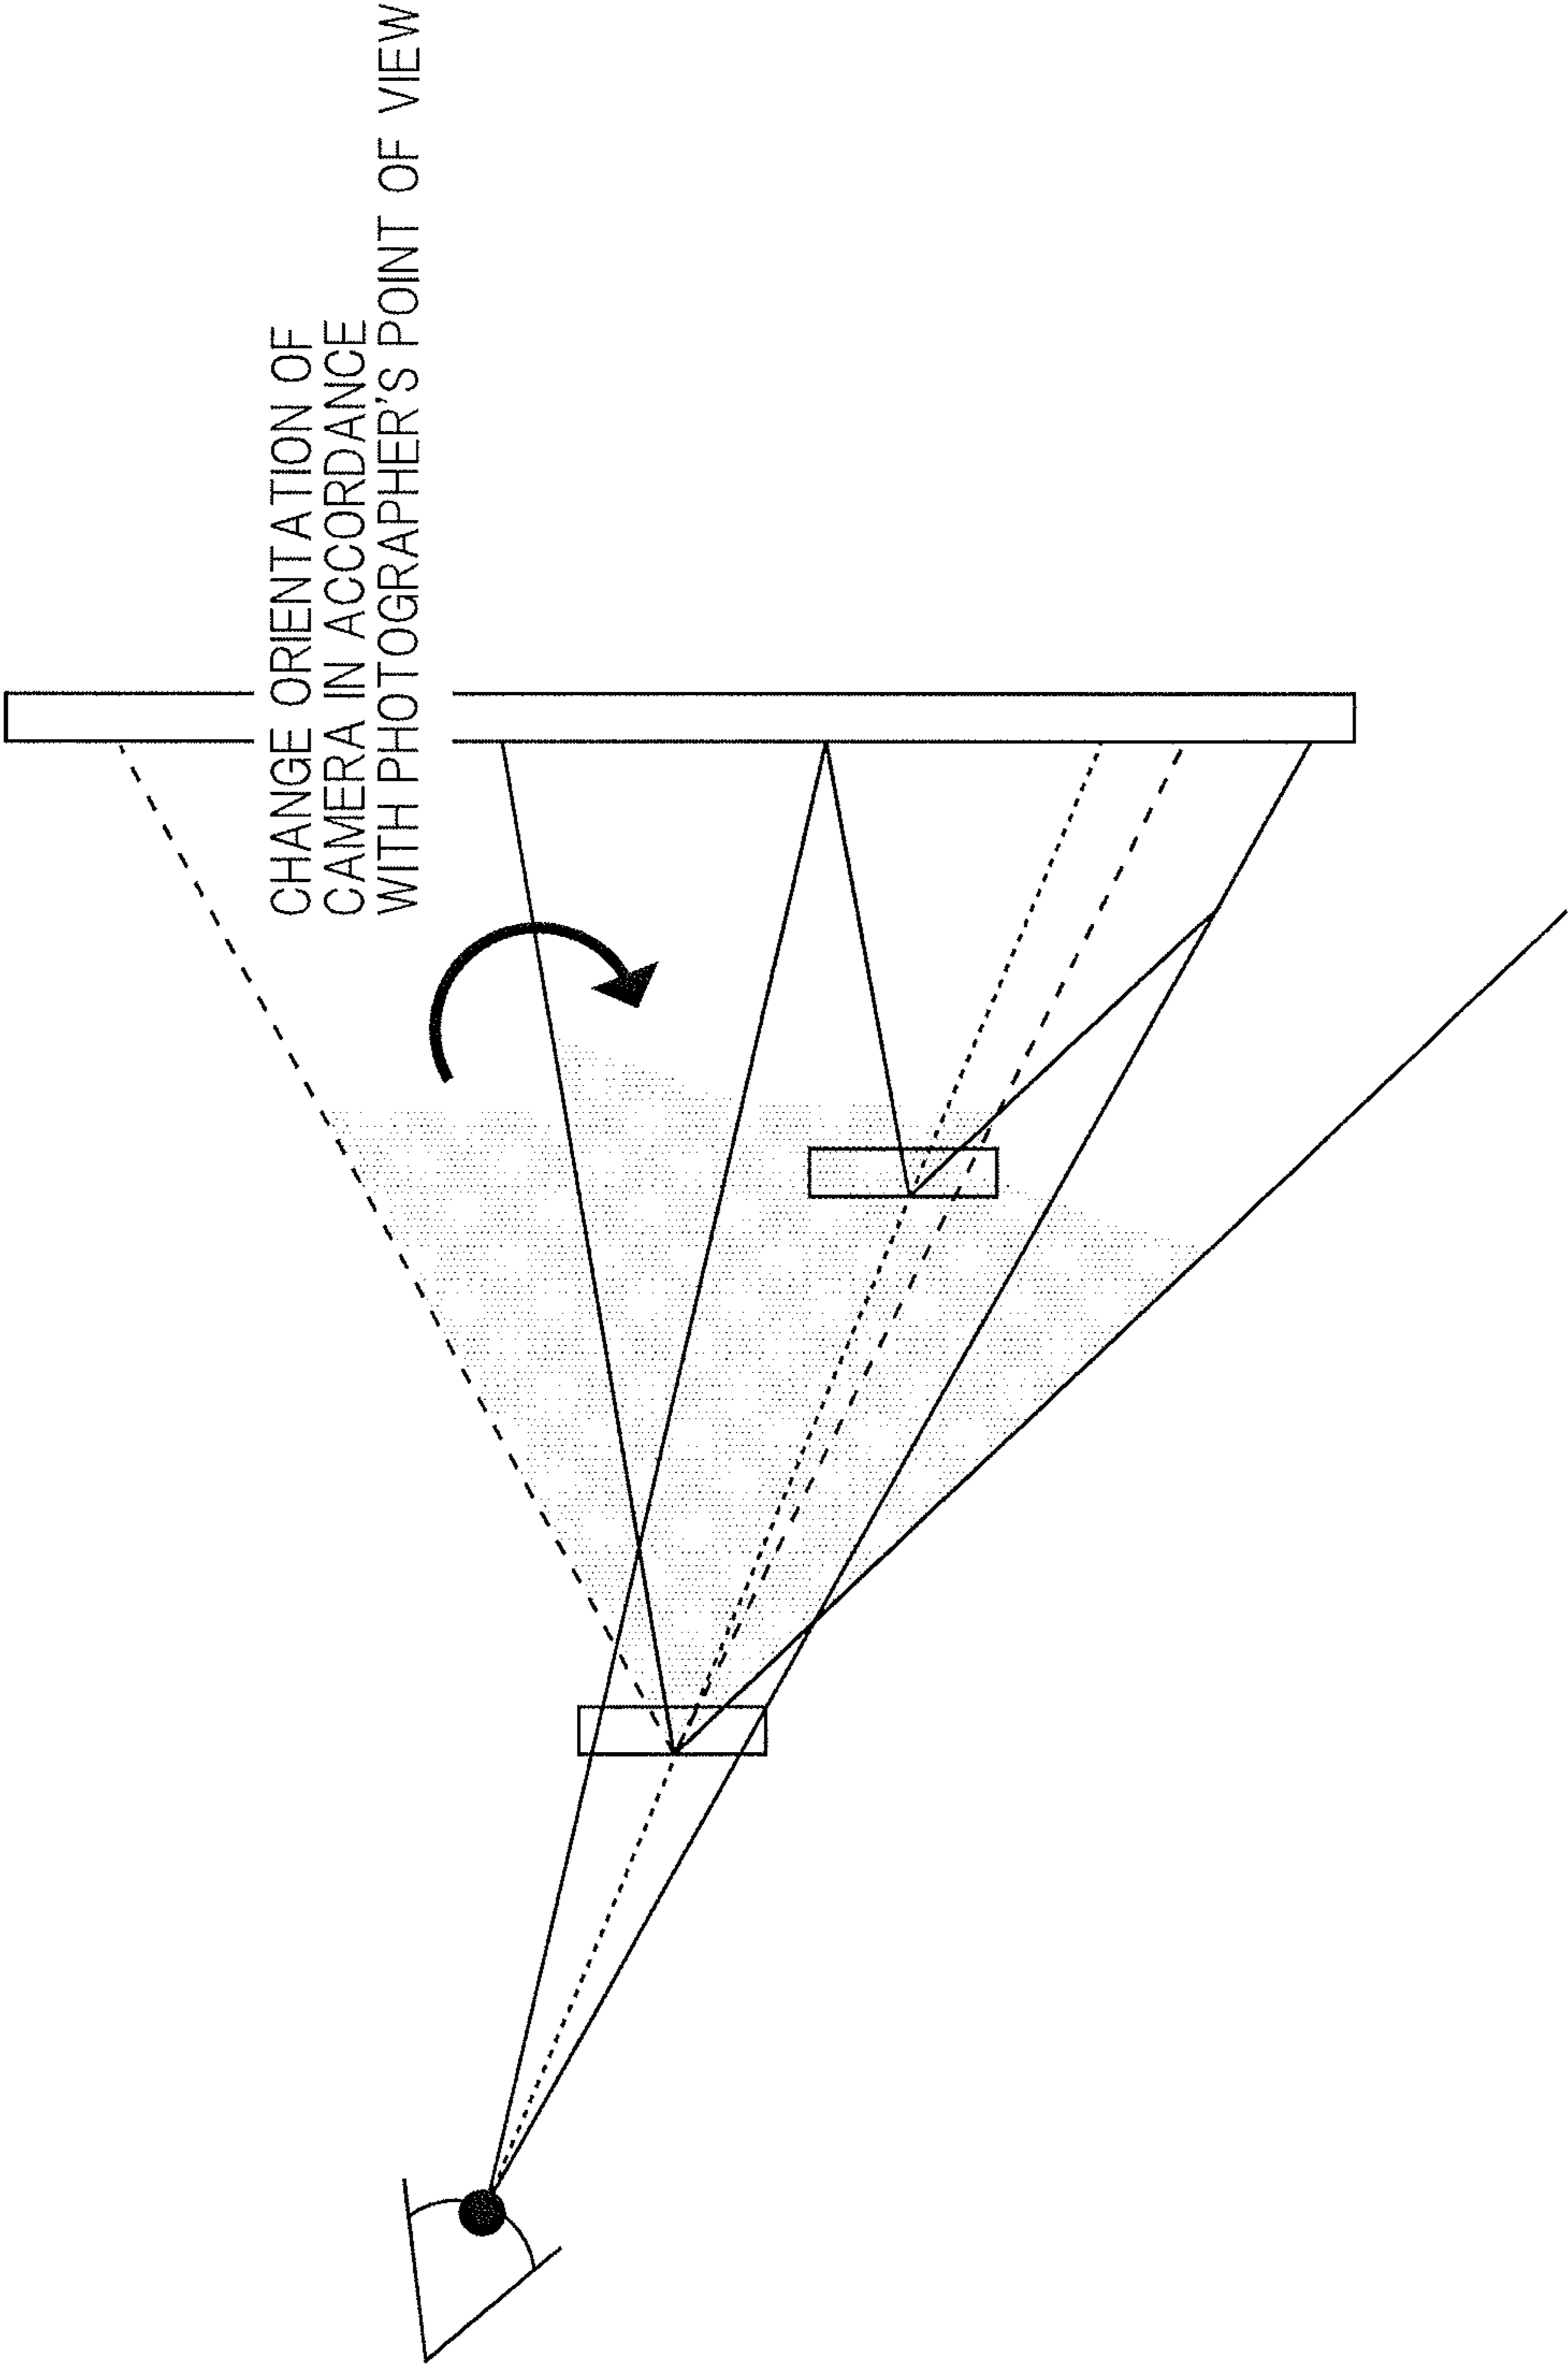 CHANGE ORIENTATION OF
CAMERA IN ACCORDANCE
WITH PHOTOGRAPHER'S POINT OF VIEW